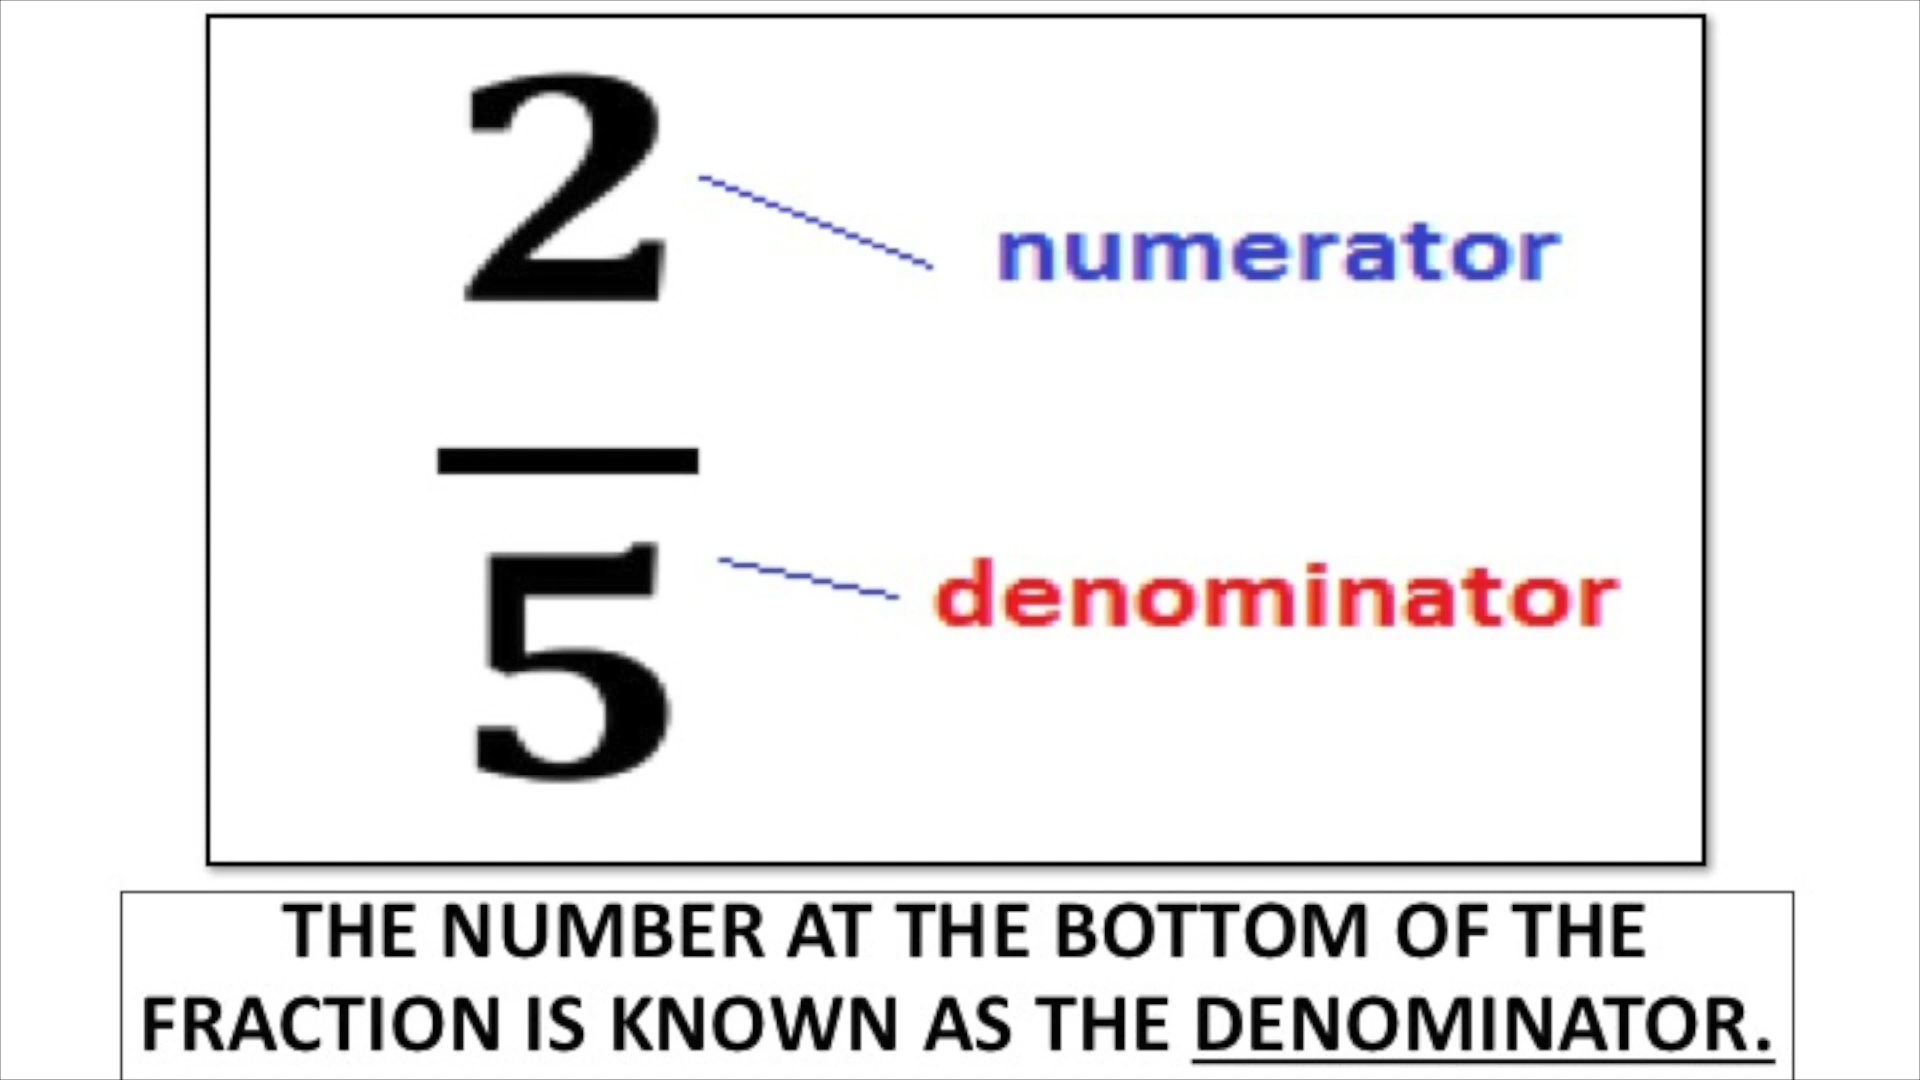 2
numerator
5
denominator
THE NUMBER AT THE BOTTOM OF THE
FRACTION IS KNOWN AS THE DENOMINATOR.